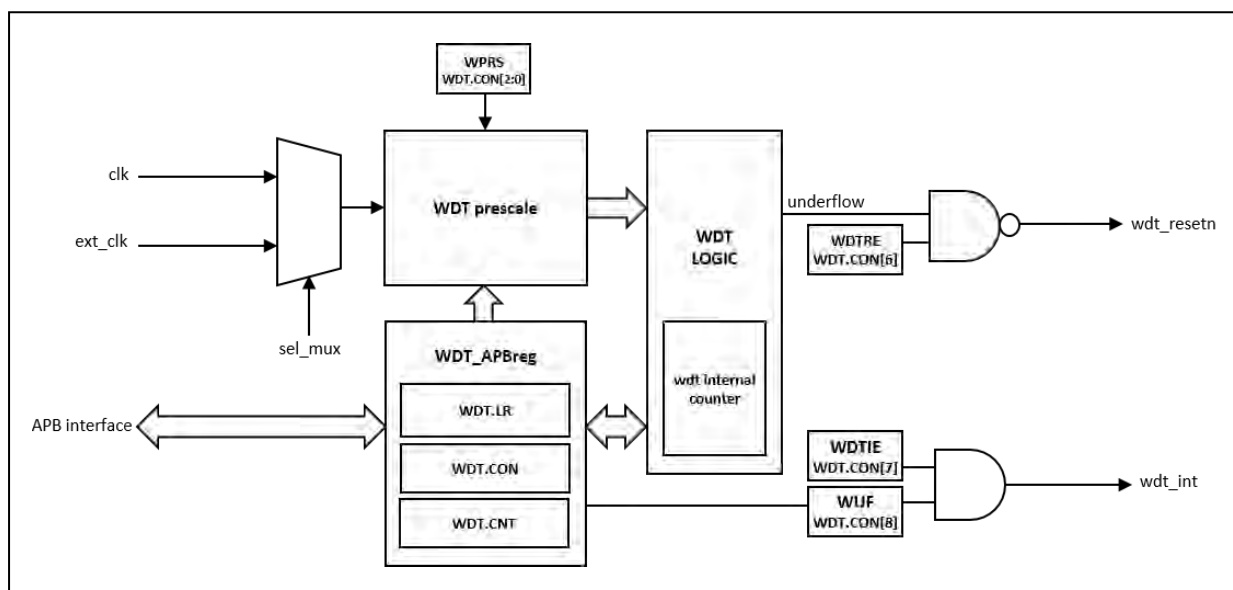 WPRS
WDT.CON[2:0]
clk
ext_clk
sel_mux
WDT prescale
WDT
LOGIC
wdt internal
counter
underflow
WDTRE
WDT.CON[6]
wdt_resetn
WDT_APBreg
WDT.LR
WDT.CON
WDT.CNT
APB interface
WDTIE
WDT.CON[7]
WUF
WDT.CON[8]
wdt_int